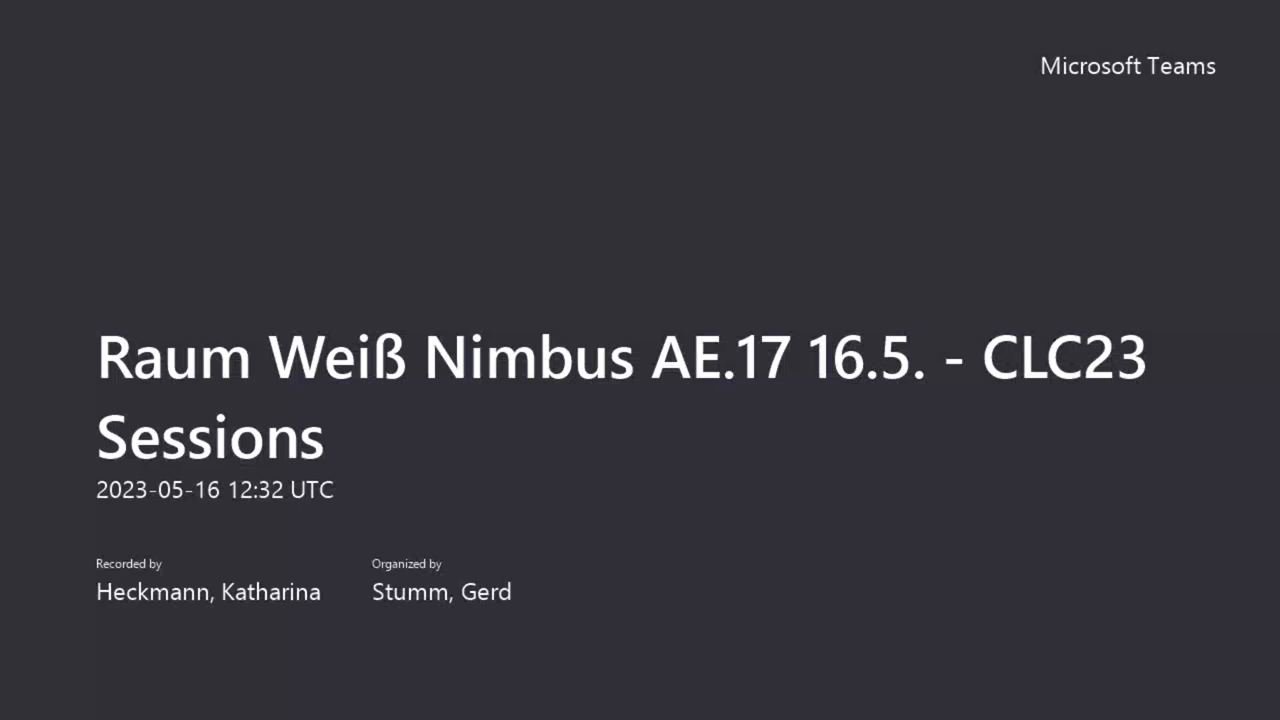 Microsoft Teams
Raum Weiß Nimbus AE.17 16.5. - CLC23
Sessions
2023-05-16 12:32 UTC
Recorded by
Organized by
Heckmann, Katharina
Stumm, Gerd